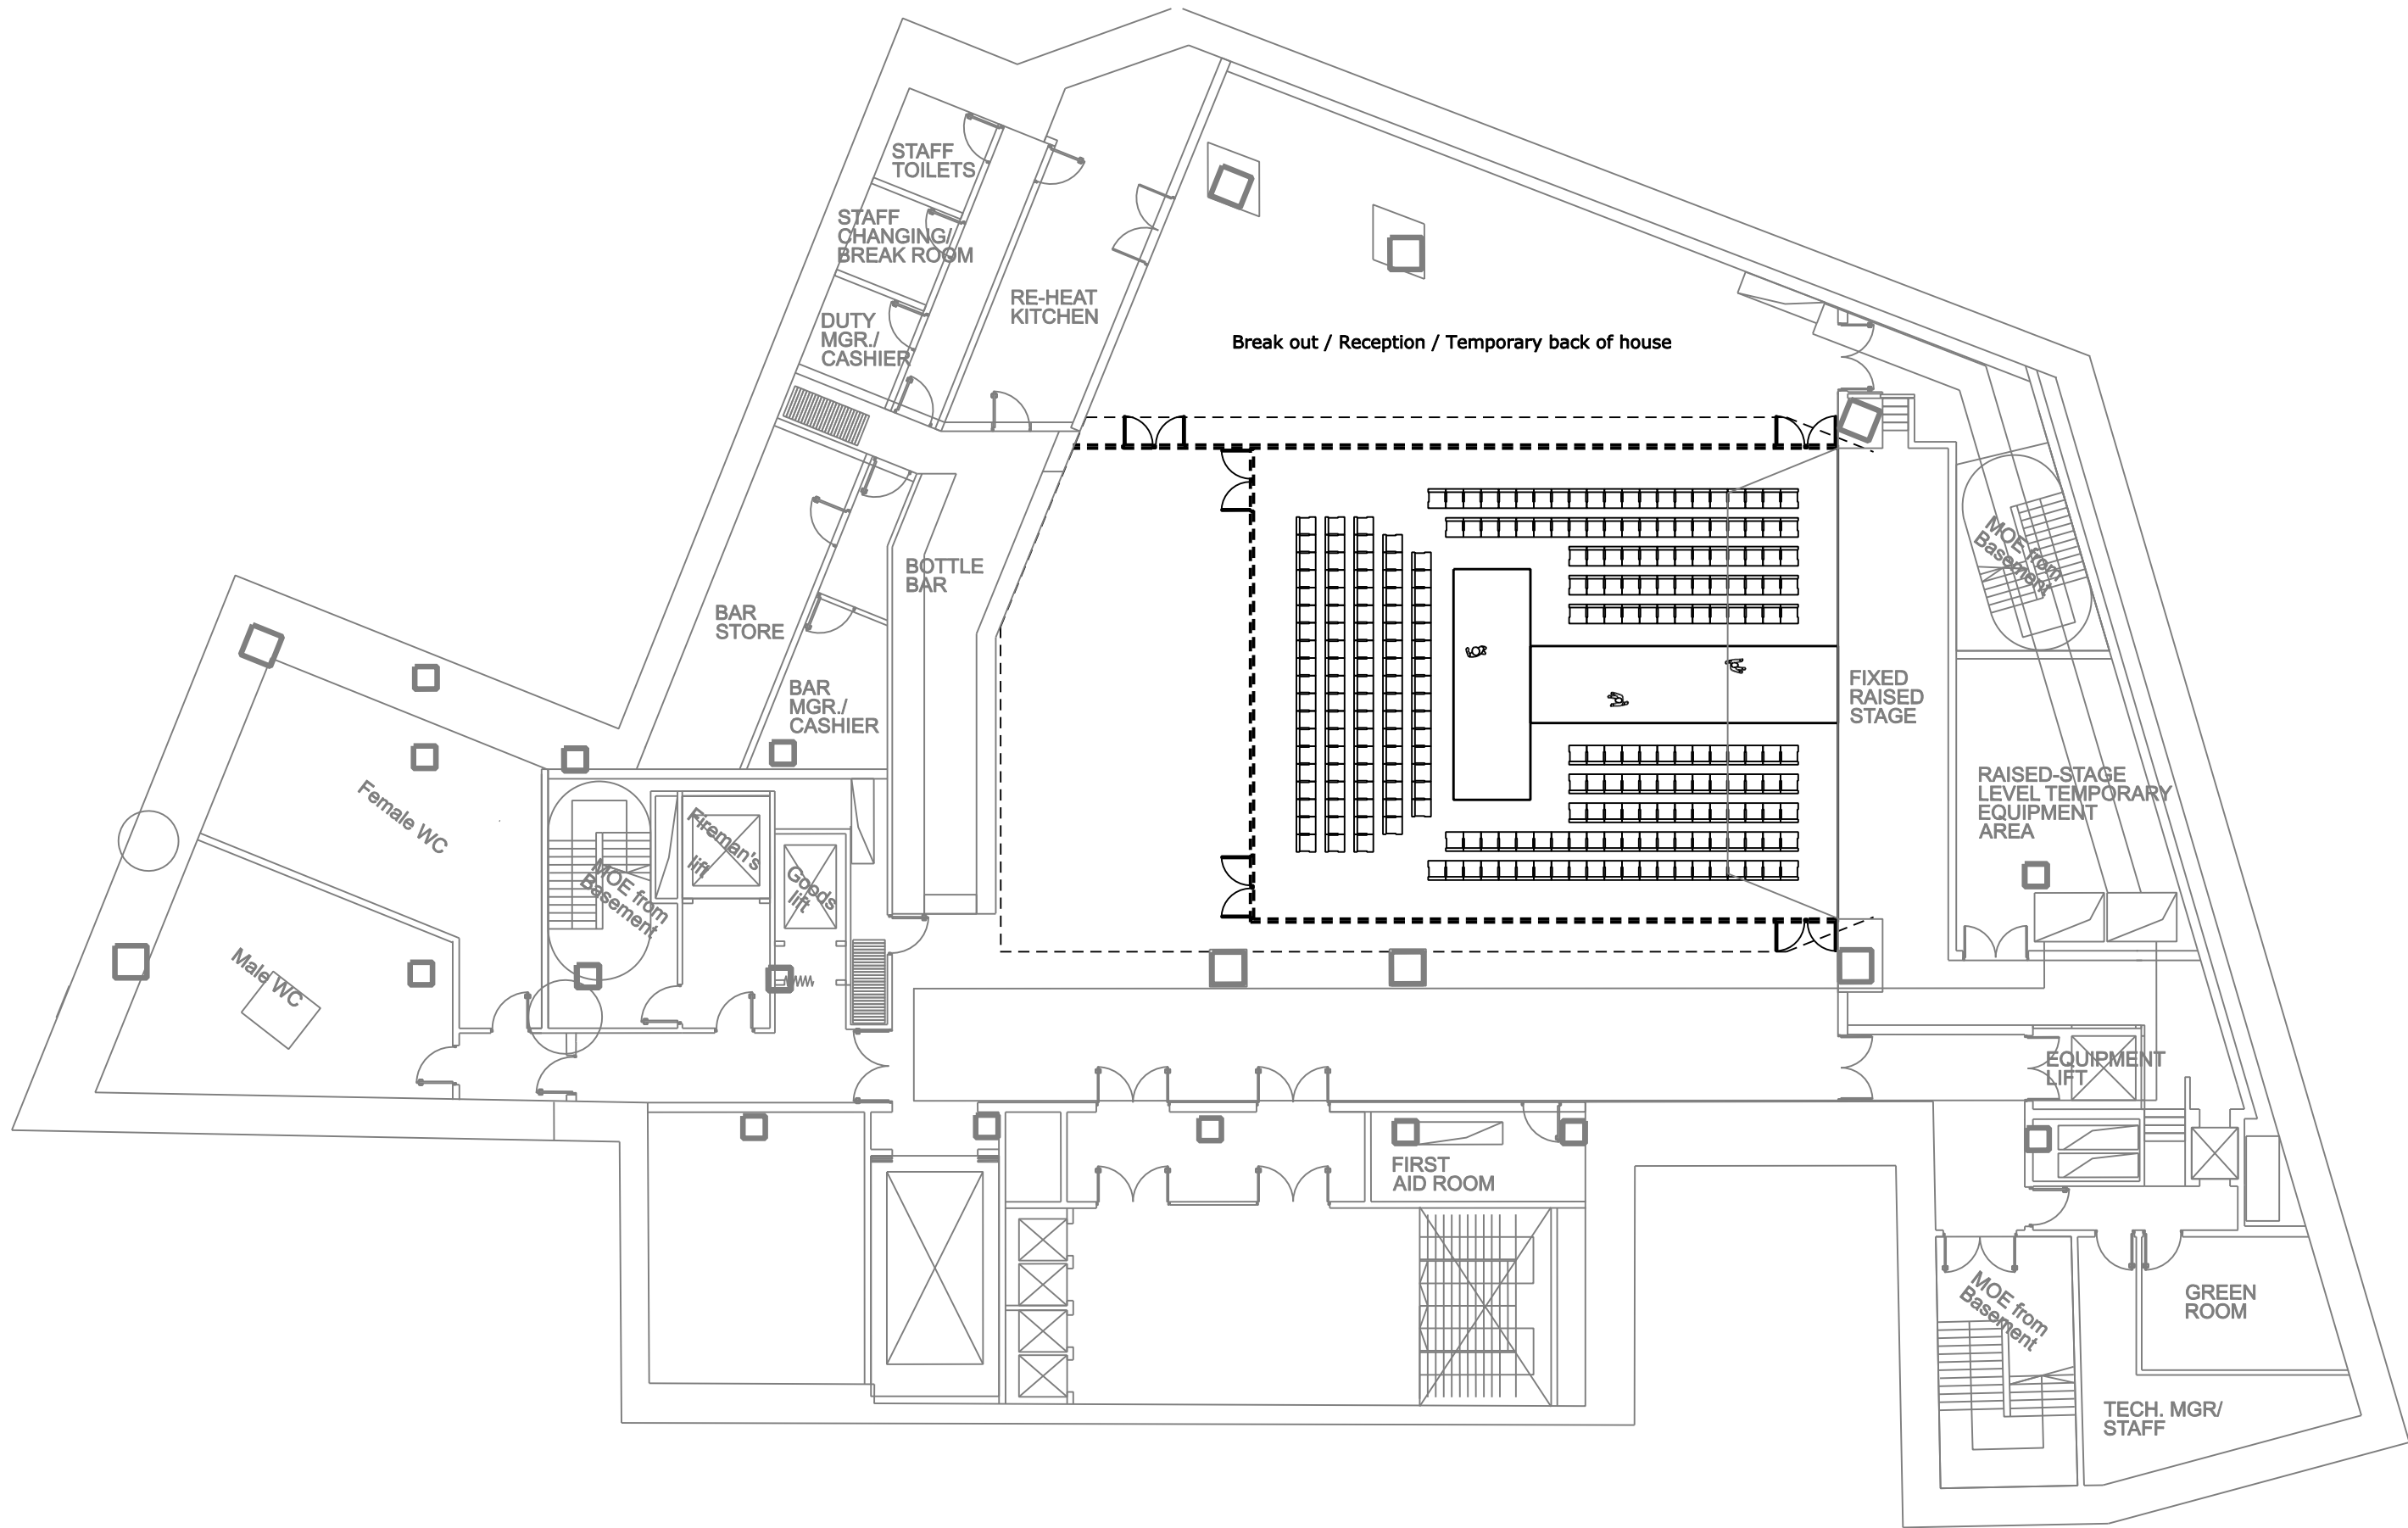 STAFF
TOILETS
STAFF
CHANGING/
BREAK ROOM
DUTY
MGR./
CASHIER
RE-HEAT
KITCHEN
Break out / Reception / Temporary back of house
BOTTLE
BAR
BAR
STORE
BAR
MGR./
CASHIER
MOE from
Basement
FIXED
RAISED
STAGE
RAISED-STAGE
LEVEL TEMPORARY
EQUIPMENT
AREA
Female WC
Male WC
MOE from
Basement
Fireman's
lift
Goods
lift
EQUIPMENT
LIFT
FIRST
AID ROOM
MOE from
Basement
GREEN
ROOM
TECH. MGR/
STAFF